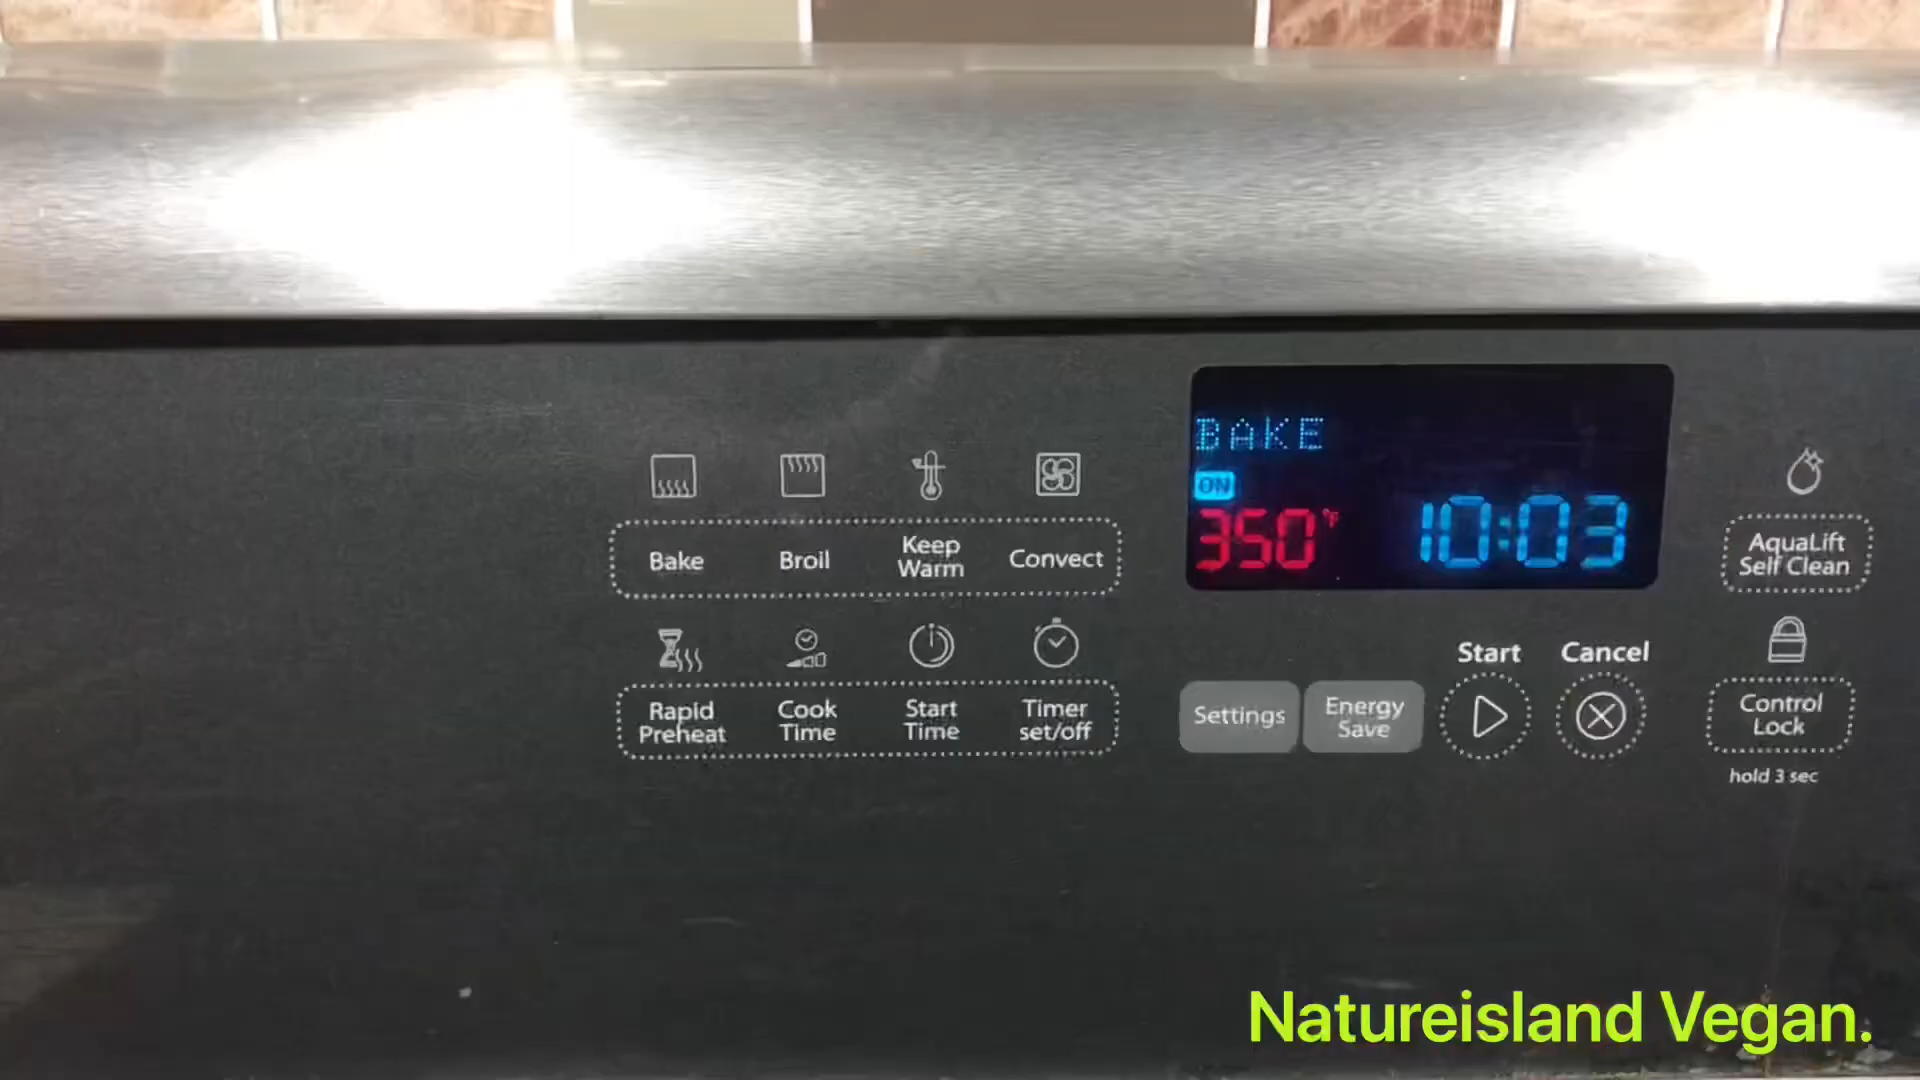 BAKE
ON
350°F 10:03
Bake Broil Keep Warm Convect
AquaLift
Self Clean
Rapid Preheat Cook Time Start Time Timer set/off
Start Cancel
Settings Energy Save
Control
Lock
hold 3 sec
Natureisland Vegan.